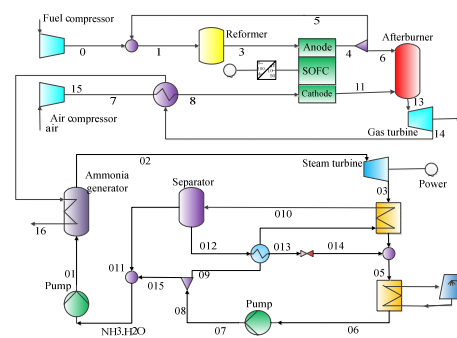 Fuel compressor
5
Reformer
Afterburner
0
1
3
Anode
4
6
SOFC
15
7
8
Cathode
11
13
Air compressor
air
Gas turbine
14
02
Steam turbine
Ammonia
generator
Separator
03
Power
010
16
012
013
014
01
011
09
05
Pump
015
Pump
08
NH3.H2O
07
06